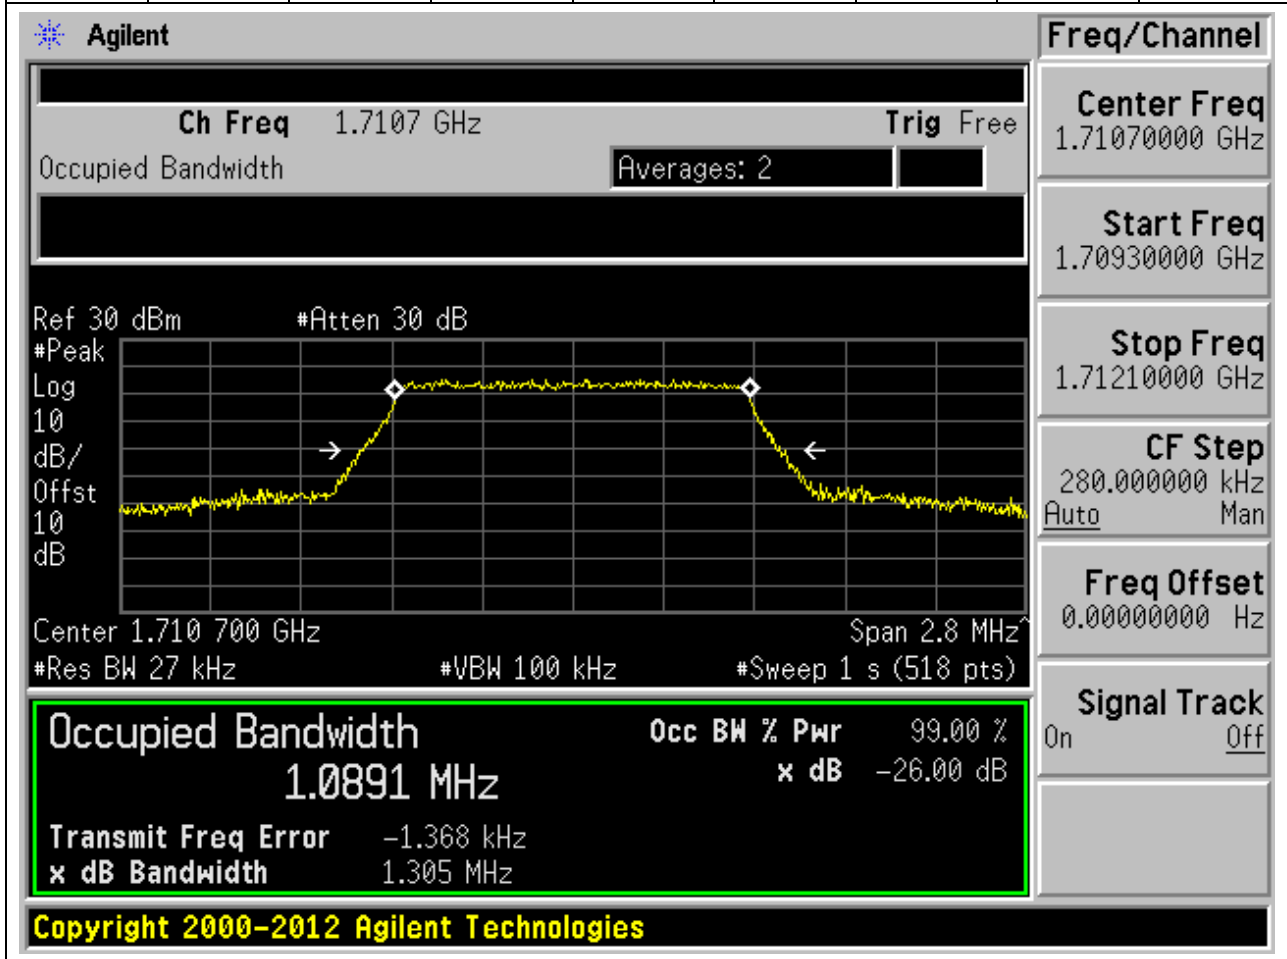 Agilent
Freq/Channel
Ch Freq 1.7107 GHz Trig Free
Occupied Bandwidth Averages: 2
Center Freq
1.71070000 GHz
Start Freq
1.70930000 GHz
Stop Freq
1.71210000 GHz
CF Step
280.000000 kHz
Auto Man
Freq Offset
0.00000000 Hz
Signal Track
On Off
Ref 30 dBm #Atten 30 dB
#Peak
Log
10
dB/
Offst
10
dB
Center 1.710 700 GHz Span 2.8 MHz^
#Res BW 27 kHz #VBW 100 kHz #Sweep 1 s (518 pts)
Occupied Bandwidth Occ BW % Pwr 99.00 %
1.0891 MHz x dB -26.00 dB
Transmit Freq Error -1.368 kHz
x dB Bandwidth 1.305 MHz
Copyright 2000-2012 Agilent Technologies